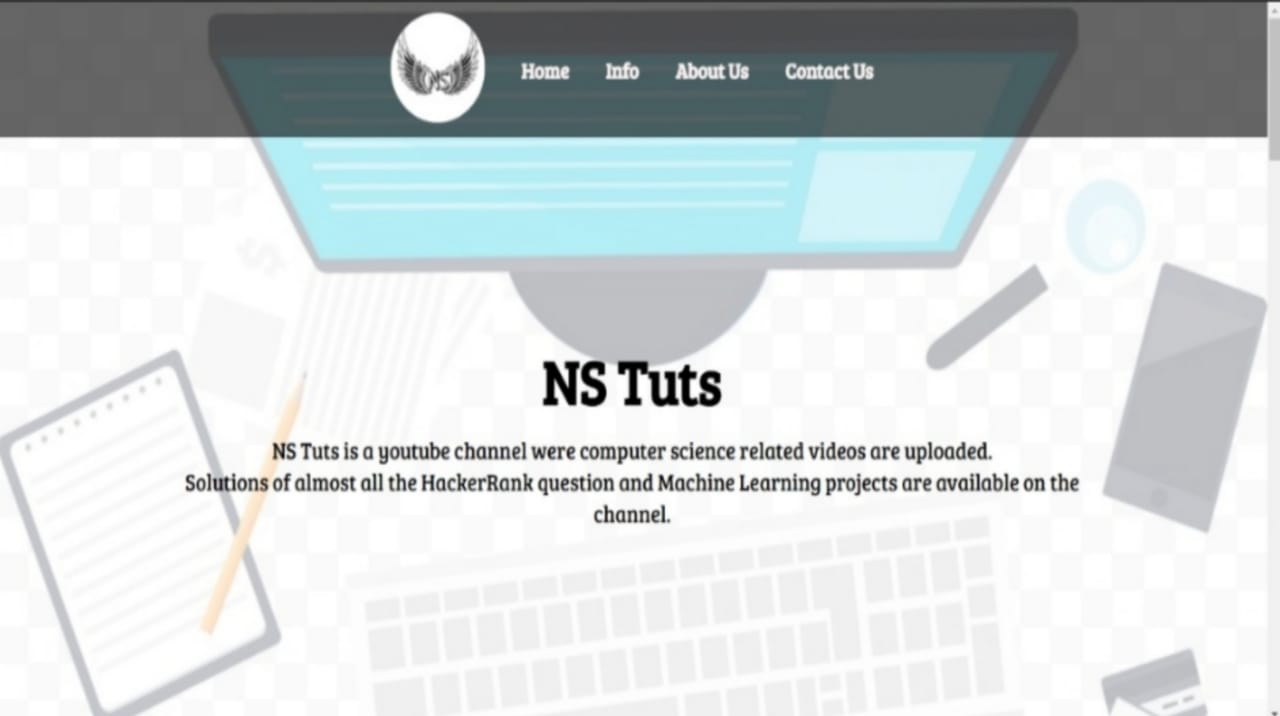 NS
Home Info About Us Contact Us
NS Tuts
NS Tuts is a youtube channel were computer science related videos are uploaded.
Solutions of almost all the HackerRank question and Machine Learning projects are available on the
channel.